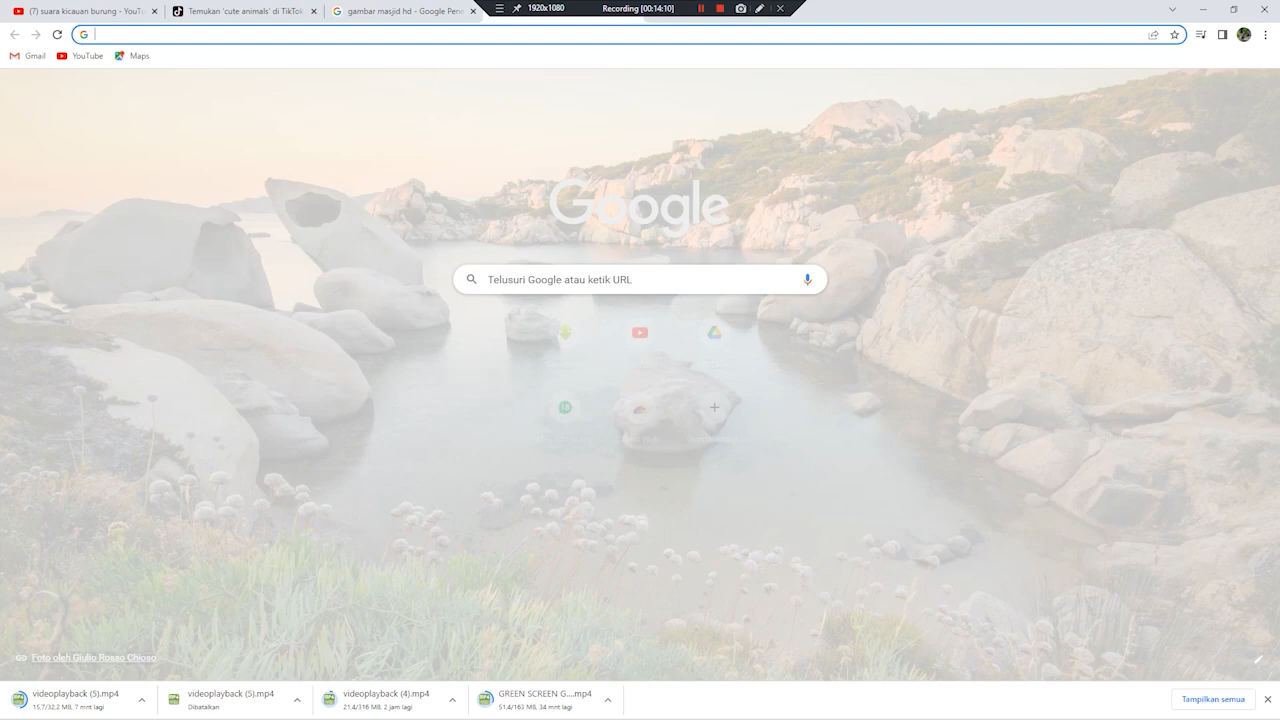 (7) suara kicauan burung - YouTu
Temukan 'cute animals' di TikTok
gambar masjid hd - Google Pene
1920x1080
Recording [00:14:10]
Gmail
YouTube
Maps
Google
Telusuri Google atau ketik URL
Foto oleh Giulio Rosso Chioso
videoplayback (5).mp4
15.7/32.2 MB, 7 mnt lagi
videoplayback (5).mp4
Dibatalkan
videoplayback (4).mp4
21.4/316 MB, 2 jam lagi
GREEN SCREEN G....mp4
51.4/163 MB, 34 mnt lagi
Tampilkan semua